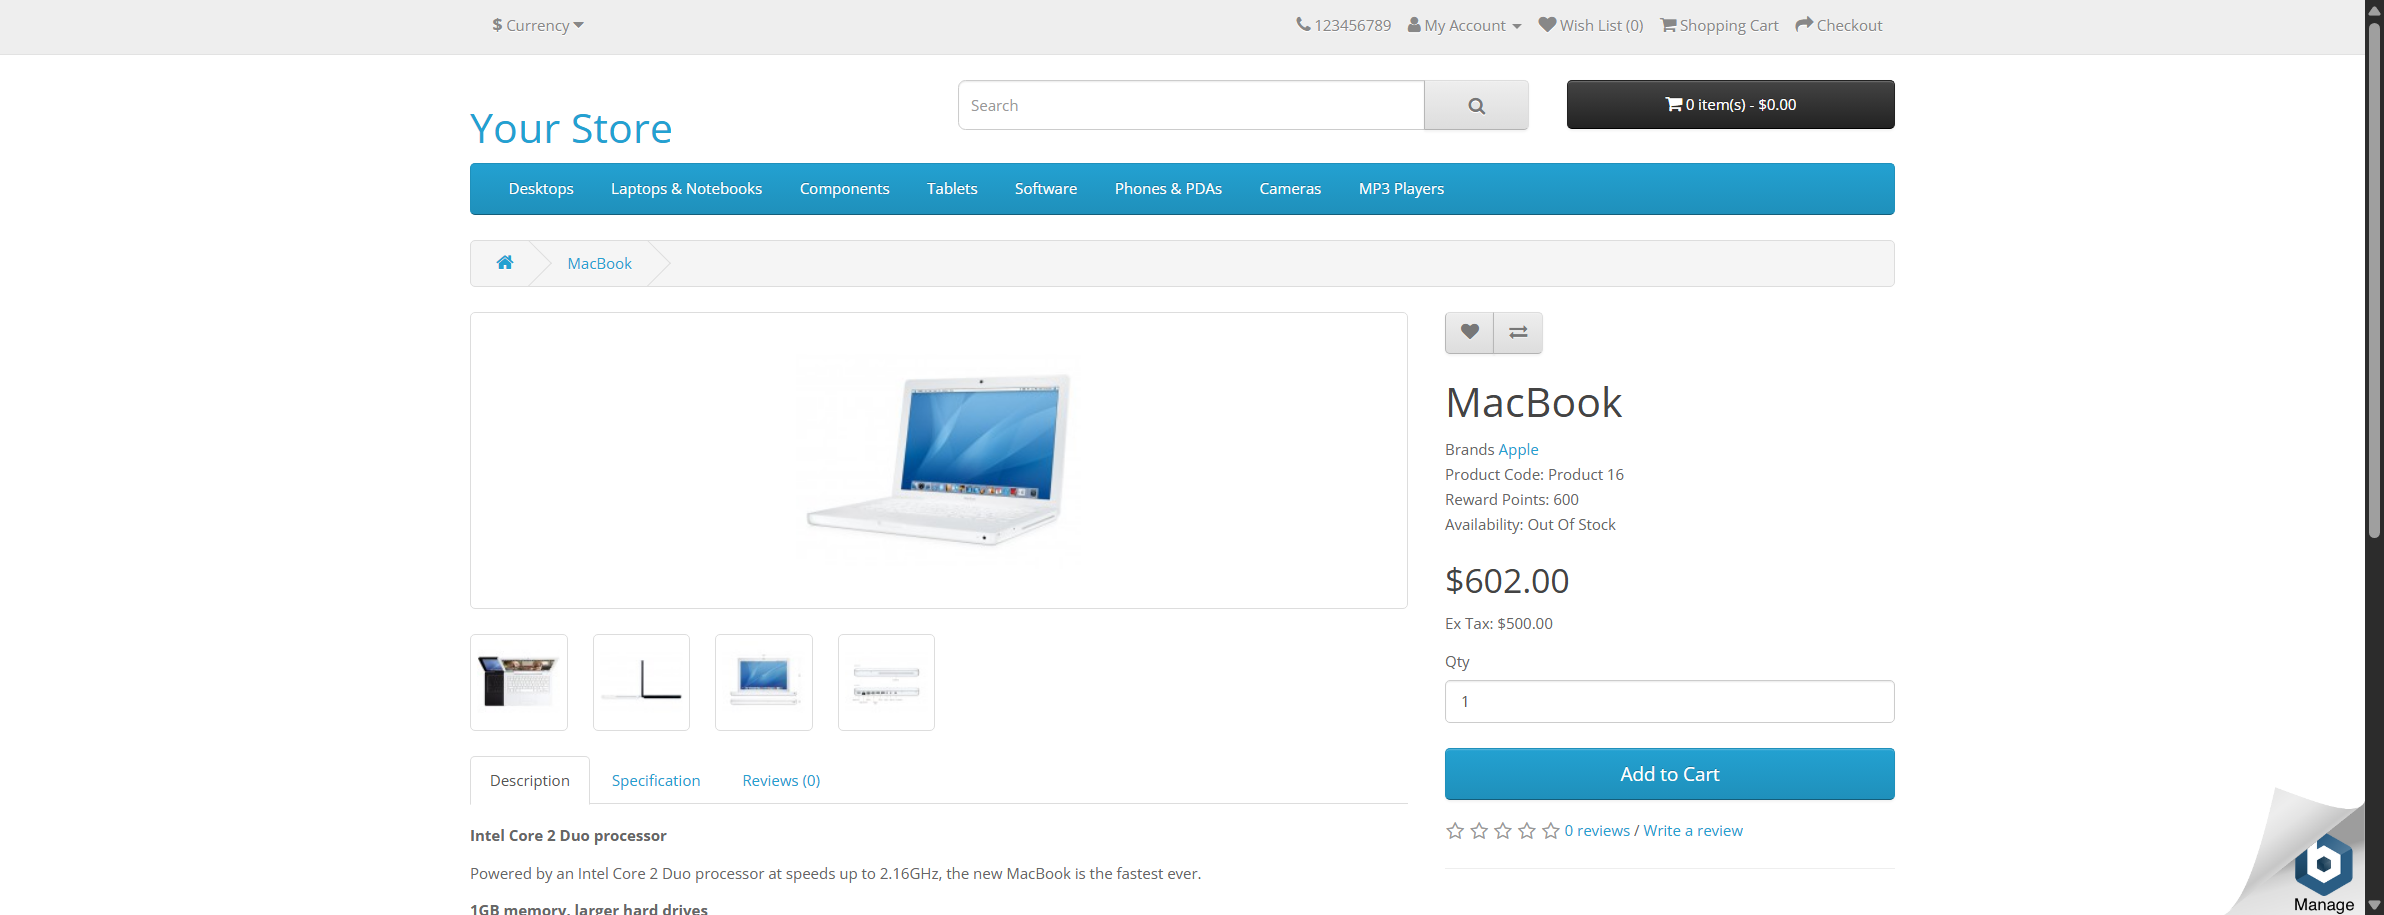 $ Currency
123456789 My Account Wish List (0) Shopping Cart Checkout
Your Store
Search
0 item(s) - $0.00
Desktops Laptops & Notebooks Components Tablets Software Phones & PDAs Cameras MP3 Players
MacBook
MacBook
Brands Apple
Product Code: Product 16
Reward Points: 600
Availability: Out Of Stock
$602.00
Ex Tax: $500.00
Qty
1
Add to Cart
0 reviews / Write a review
Description Specification Reviews (0)
Intel Core 2 Duo processor
Powered by an Intel Core 2 Duo processor at speeds up to 2.16GHz, the new MacBook is the fastest ever.
1GB memory, larger hard drives
Manage